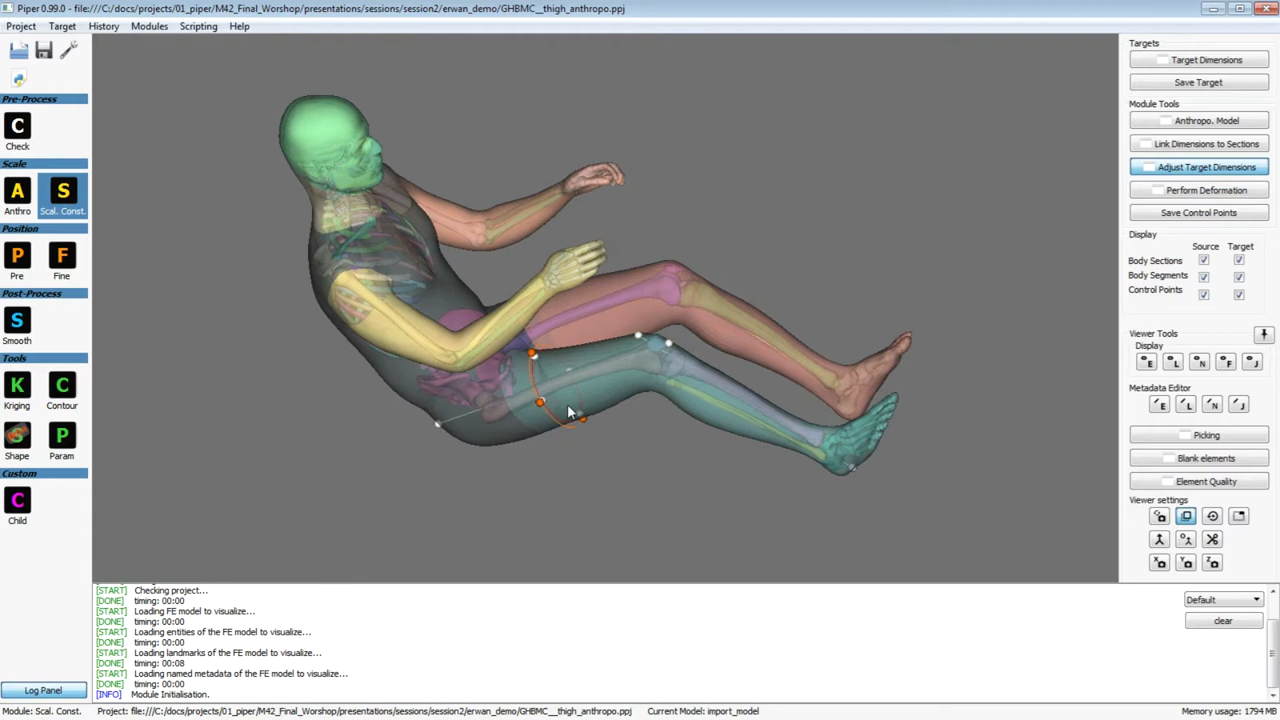 Piper 0.99.0 - file:///C:/docs/projects/01_piper/M42_Final_Worshop/presentations/sessions/session2/erwan_demo/GHBMC__thigh_anthropo.ppj
Project Target History Modules Scripting Help
Pre-Process
C
Check
Scale
A S
Anthro Scal. Const.
Position
P F
Pre Fine
Post-Process
S
Smooth
Tools
K C
Kriging Contour
S P
Shape Param
Custom
C
Child
Log Panel
Targets
Target Dimensions
Save Target
Module Tools
Anthropo. Model
Link Dimensions to Sections
Adjust Target Dimensions
Perform Deformation
Save Control Points
Display
Source Target
Body Sections
Body Segments
Control Points
Viewer Tools
Display
E L N F J
Metadata Editor
E L N J
Picking
Blank elements
Element Quality
Viewer settings
X Y Z
[START] Checking project...
[DONE] timing: 00:00
[START] Loading FE model to visualize...
[DONE] timing: 00:00
[START] Loading entities of the FE model to visualize...
[DONE] timing: 00:00
[START] Loading landmarks of the FE model to visualize...
[DONE] timing: 00:08
[START] Loading named metadata of the FE model to visualize...
[DONE] timing: 00:00
[INFO] Module Initialisation.
Default
clear
Module: Scal. Const. Project: file:///C:/docs/projects/01_piper/M42_Final_Worshop/presentations/sessions/session2/erwan_demo/GHBMC__thigh_anthropo.ppj Current Model: import_model Memory usage: 1794 MB